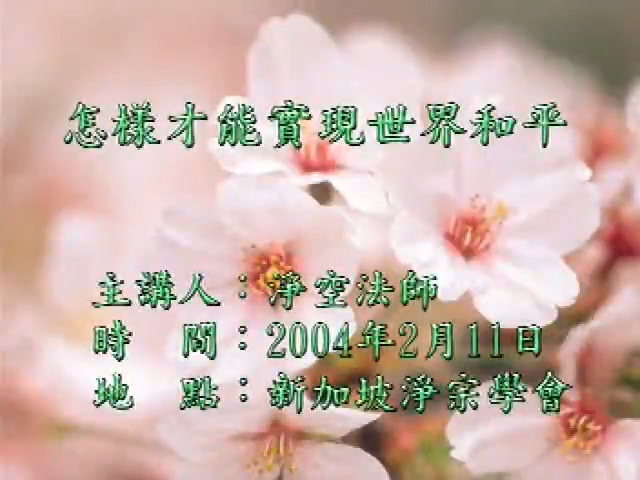 怎樣才能實現世界和平
主講人：淨空法師
時　間：2004年2月11日
地　點：新加坡淨宗學會